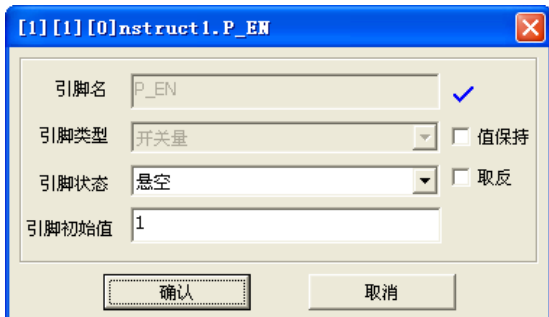 [1][1][0]nstruct1.P_EN
引脚名 P_EN
引脚类型 开关量 值保持
引脚状态 悬空 取反
引脚初始值 1
确认 取消